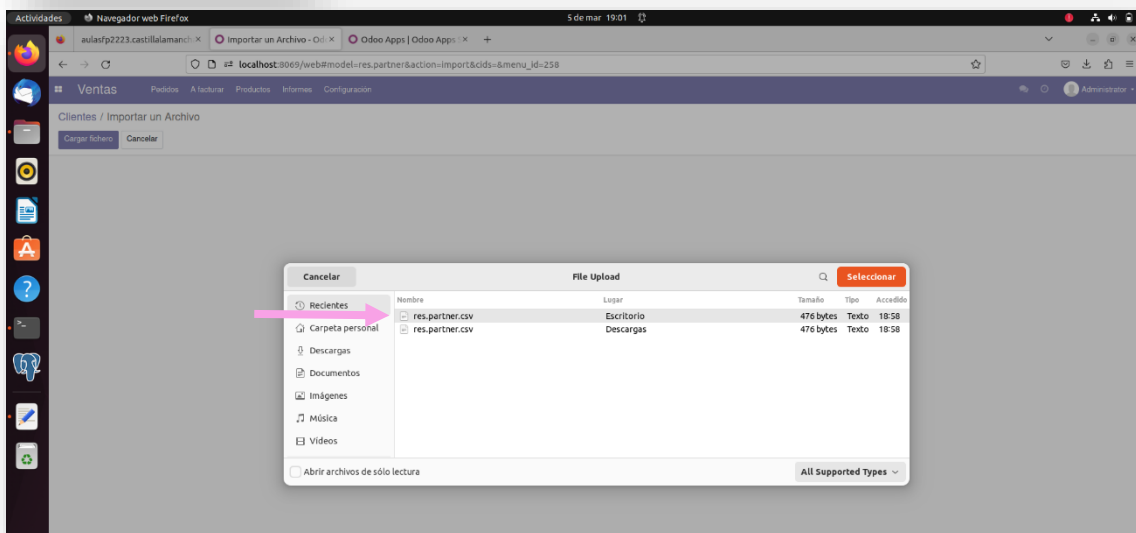 Actividades Navegador web Firefox 5 de mar 19:01
aulasfp2223.castillalamanch Importar un Archivo - Od Odoo Apps | Odoo Apps
localhost:8069/web#model=res.partner&action=import&cids=&menu_id=258
Ventas Pedidos A facturar Productos Informes Configuración Administrator
Clientes / Importar un Archivo
Cargar fichero Cancelar
Cancelar File Upload Seleccionar
Recientes
Carpeta personal
Descargas
Documentos
Imágenes
Música
Vídeos
Nombre Lugar Tamaño Tipo Accedido
res.partner.csv Escritorio 476 bytes Texto 18:58
res.partner.csv Descargas 476 bytes Texto 18:58
Abrir archivos de sólo lectura All Supported Types